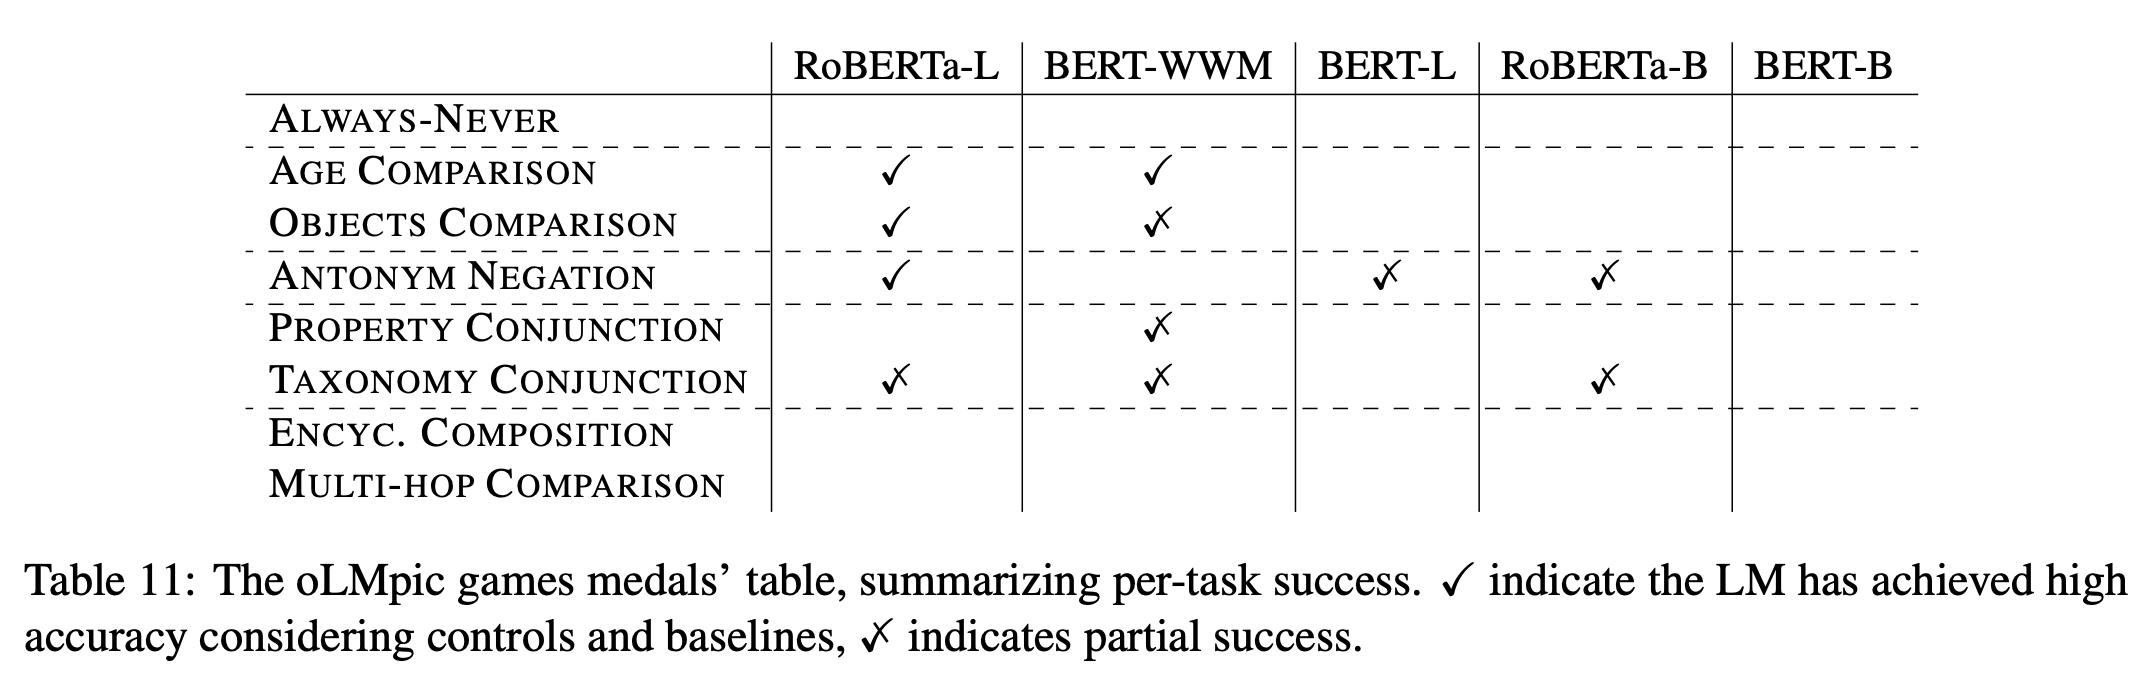 RoBERTa-L BERT-WWM BERT-L RoBERTa-B BERT-B
ALWAYS-NEVER
AGE COMPARISON ✓ ✓
OBJECTS COMPARISON ✓ ✓✗
ANTONYM NEGATION ✓ ✓✗ ✓✗
PROPERTY CONJUNCTION ✓✗
TAXONOMY CONJUNCTION ✓✗ ✓✗ ✓✗
ENCYC. COMPOSITION
MULTI-HOP COMPARISON
Table 11: The oLMpic games medals’ table, summarizing per-task success. ✓ indicate the LM has achieved high
accuracy considering controls and baselines, ✓✗ indicates partial success.